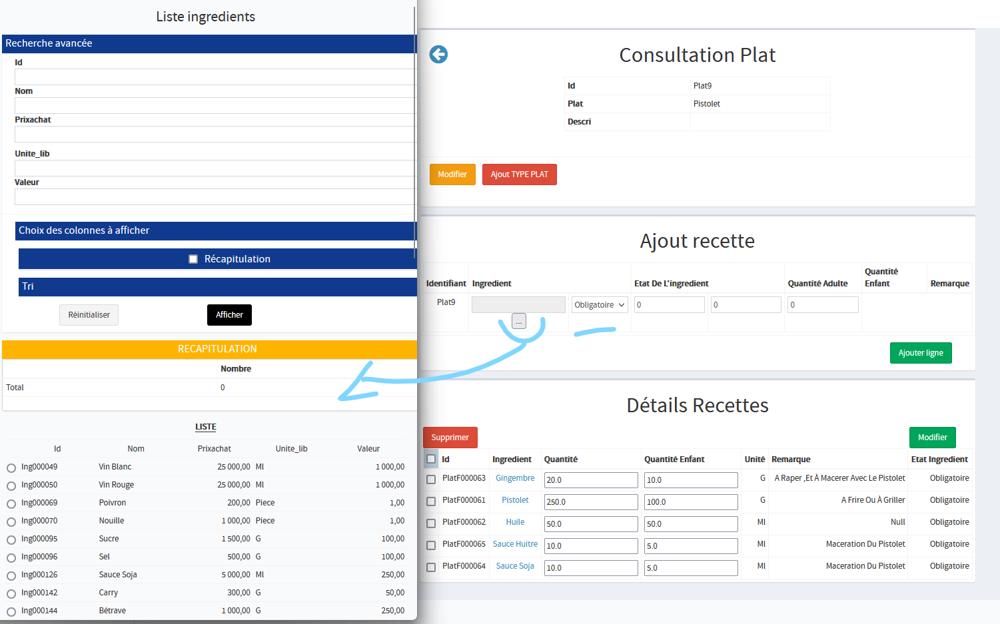 Liste ingredients
Recherche avancée
Id
Nom
Prixachat
Unite_lib
Valeur
Choix des colonnes à afficher
Récapitulation
Tri
Réinitialiser Afficher
RECAPITULATION
Nombre
Total 0
LISTE
Id Nom Prixachat Unite_lib Valeur
Ing000049 Vin Blanc 25 000,00 Ml 1 000,00
Ing000050 Vin Rouge 25 000,00 Ml 1 000,00
Ing000069 Poivron 200,00 Piece 1,00
Ing000070 Nouille 1 000,00 Piece 1,00
Ing000095 Sucre 1 500,00 G 100,00
Ing000096 Sel 500,00 G 100,00
Ing000126 Sauce Soja 5 000,00 Ml 250,00
Ing000142 Carry 300,00 G 50,00
Ing000144 Bétrave 1 000,00 G 250,00
Consultation Plat
Id Plat9
Plat Pistolet
Descri
Modifier Ajout TYPE PLAT
Ajout recette
Identifiant Ingredient Etat De L'ingredient Quantité Adulte Quantité Enfant Remarque
Plat9 Obligatoire 0 0 0
...
Ajouter ligne
Détails Recettes
Supprimer Modifier
Id Ingredient Quantité Quantité Enfant Unité Remarque Etat Ingredient
PlatF000063 Gingembre 20.0 10.0 G A Raper ,Et À Macerer Avec Le Pistolet Obligatoire
PlatF000061 Pistolet 250.0 100.0 G A Frire Ou À Griller Obligatoire
PlatF000062 Huile 50.0 50.0 Ml Null Obligatoire
PlatF000065 Sauce Huitre 10.0 5.0 Ml Maceration Du Pistolet Obligatoire
PlatF000064 Sauce Soja 10.0 5.0 Ml Maceration Du Pistolet Obligatoire